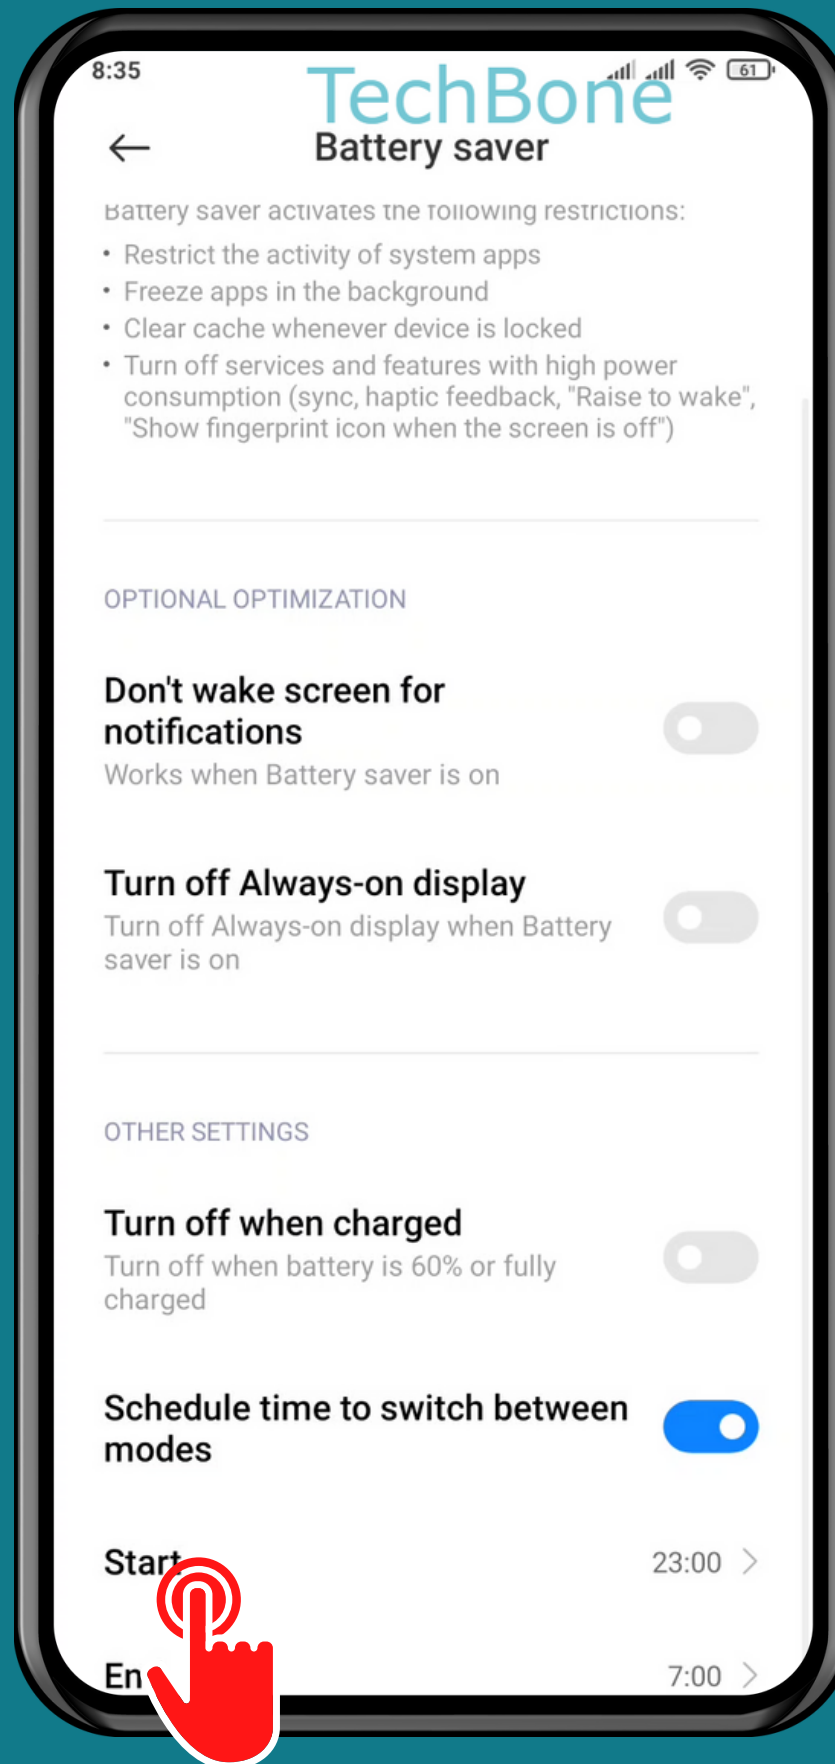 8:35
TechBone
61
Battery saver
Battery saver activates the following restrictions:
• Restrict the activity of system apps
• Freeze apps in the background
• Clear cache whenever device is locked
• Turn off services and features with high power
consumption (sync, haptic feedback, "Raise to wake",
"Show fingerprint icon when the screen is off")
OPTIONAL OPTIMIZATION
Don't wake screen for
notifications
Works when Battery saver is on
Turn off Always-on display
Turn off Always-on display when Battery
saver is on
OTHER SETTINGS
Turn off when charged
Turn off when battery is 60% or fully
charged
Schedule time to switch between
modes
Start 23:00
En 7:00